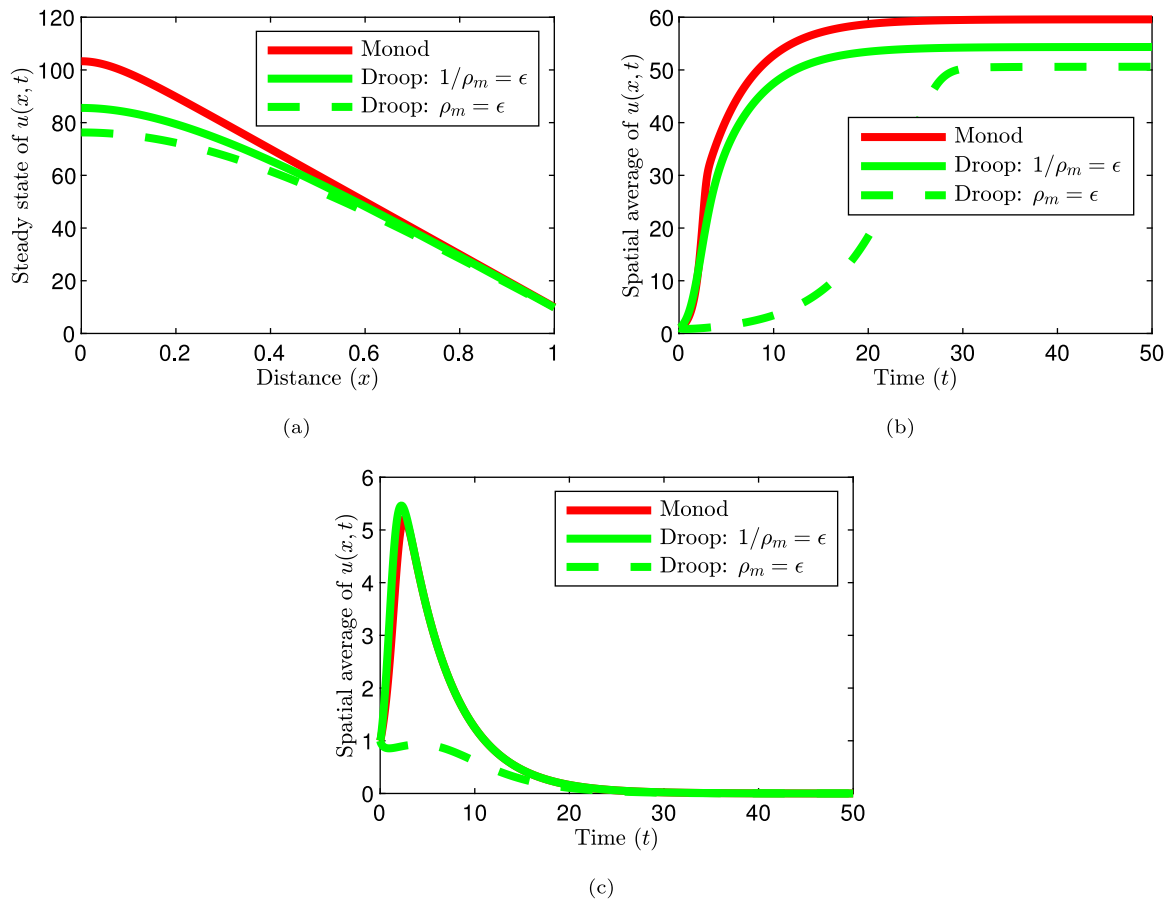 Steady state of u(x, t)
120
100
80
60
40
20
0
0 0.2 0.4 0.6 0.8 1
Distance (x)
Monod
Droop: 1/ρₘ = ϵ
Droop: ρₘ = ϵ
(a)
Spatial average of u(x, t)
60
50
40
30
20
10
0
0 10 20 30 40 50
Time (t)
Monod
Droop: 1/ρₘ = ϵ
Droop: ρₘ = ϵ
(b)
Spatial average of u(x, t)
6
5
4
3
2
1
0
0 10 20 30 40 50
Time (t)
Monod
Droop: 1/ρₘ = ϵ
Droop: ρₘ = ϵ
(c)